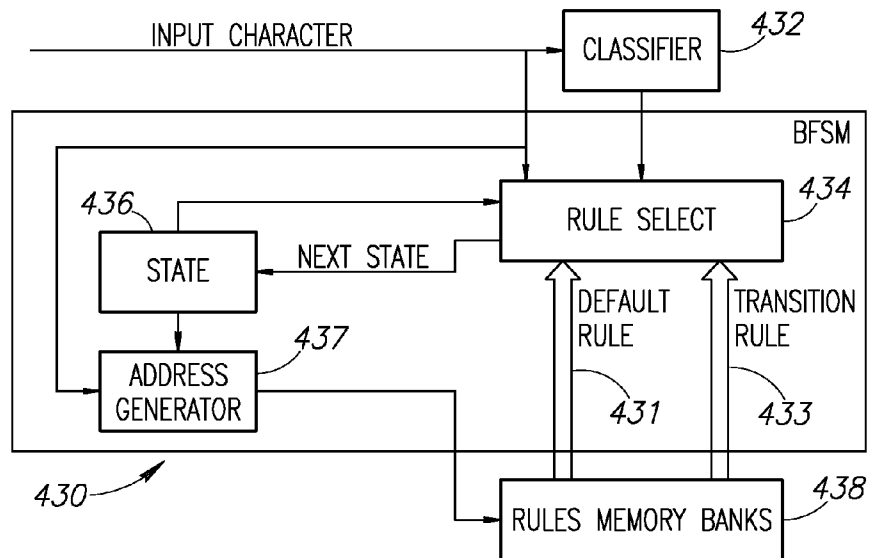 INPUT CHARACTER
432
CLASSIFIER
BFSM
436
434
RULE SELECT
STATE
NEXT STATE
DEFAULT
RULE
TRANSITION
RULE
437
ADDRESS
GENERATOR
431
433
430
438
RULES MEMORY BANKS